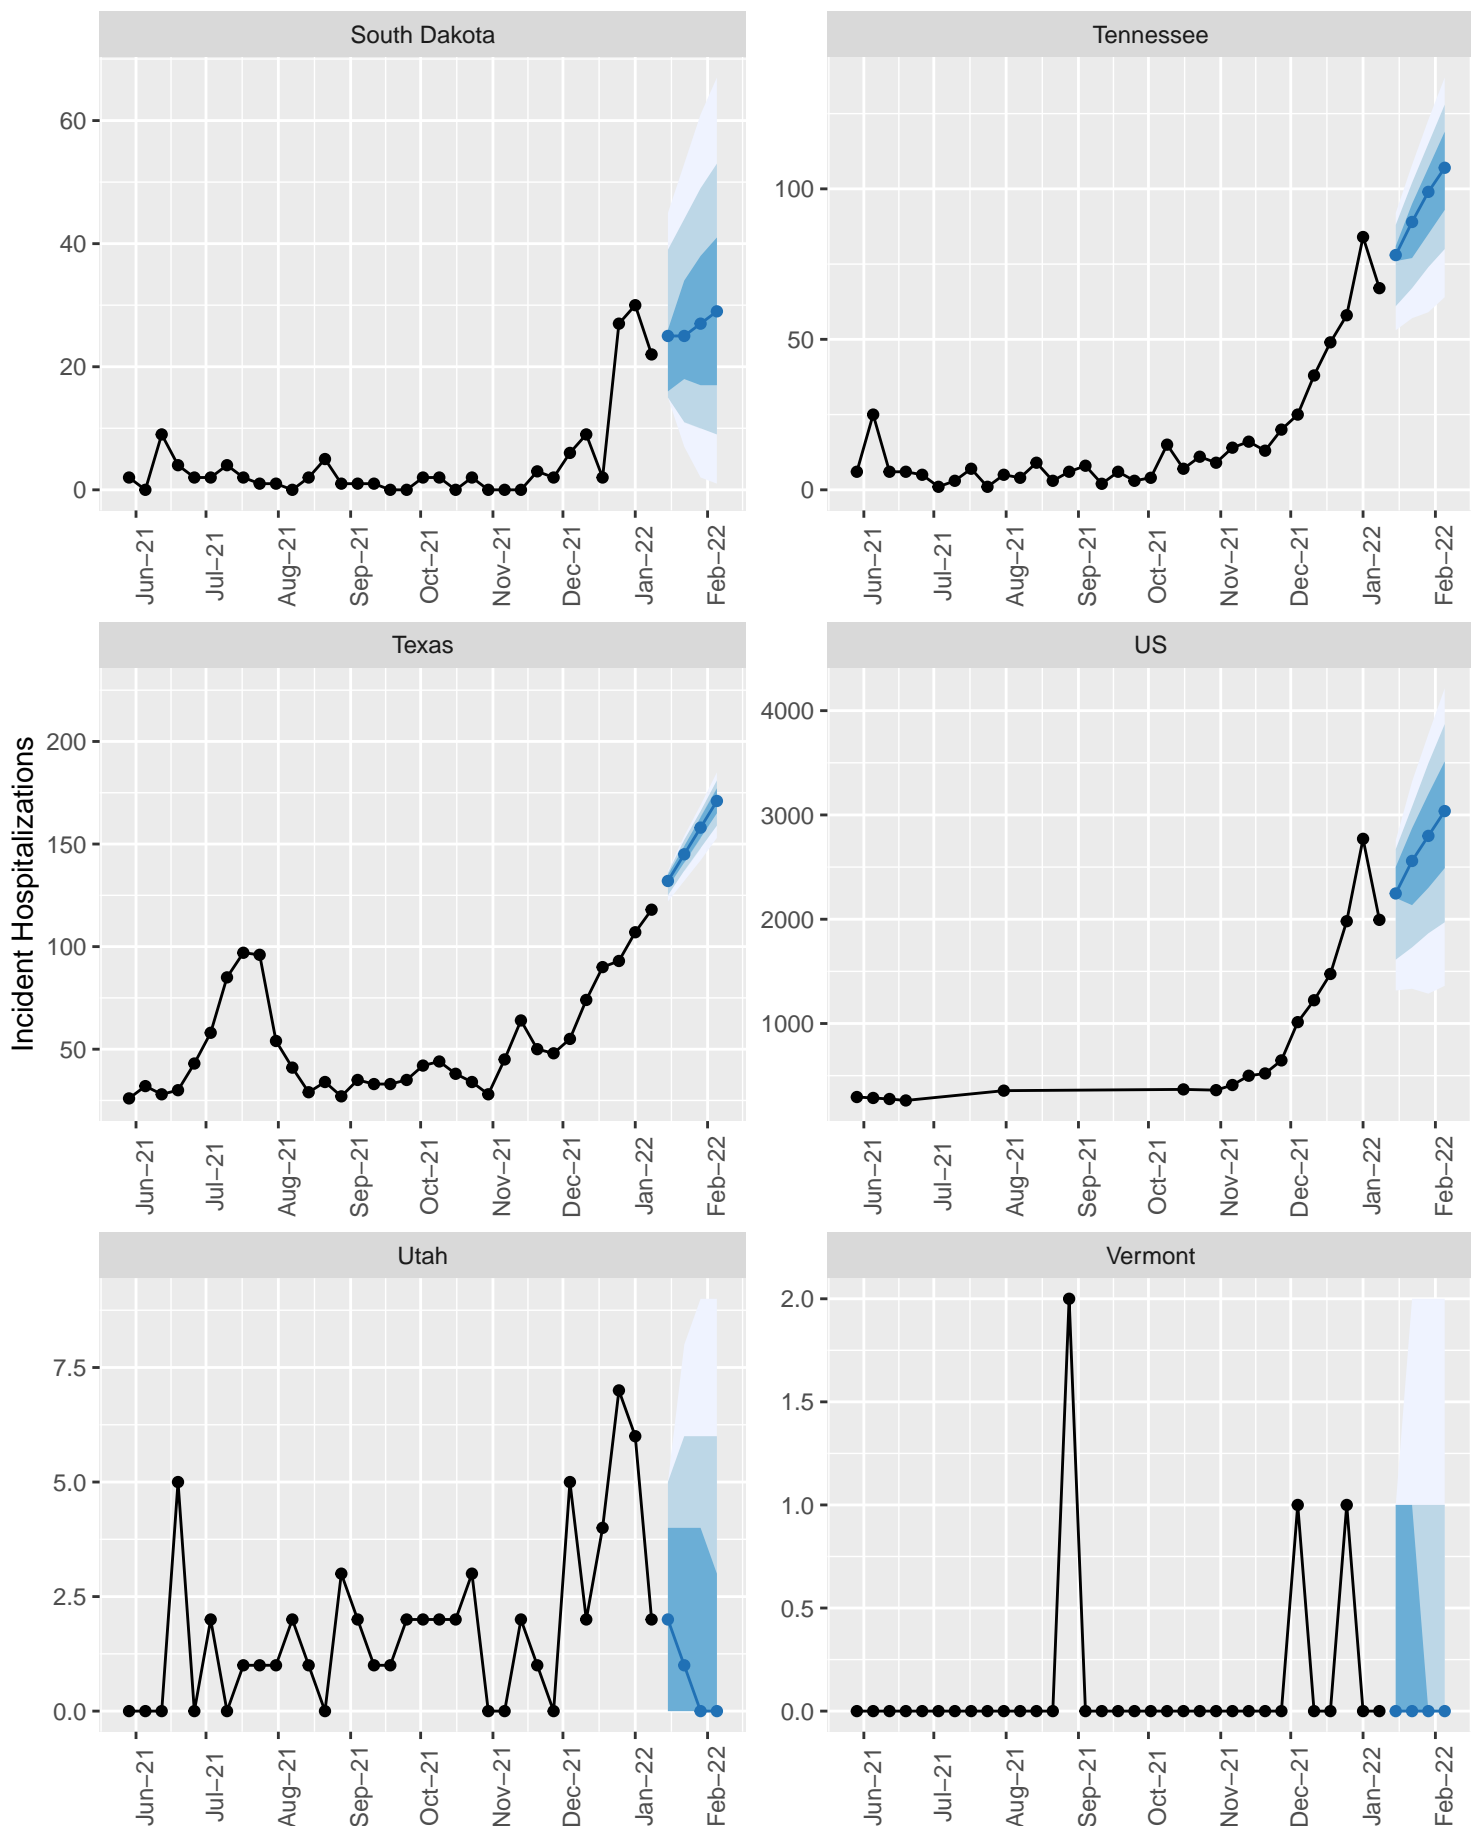 South Dakota
Tennessee
60
40
20
0
100
50
0
Jun–21
Jul–21
Aug–21
Sep–21
Oct–21
Nov–21
Dec–21
Jan–22
Feb–22
Jun–21
Jul–21
Aug–21
Sep–21
Oct–21
Nov–21
Dec–21
Jan–22
Feb–22
Incident Hospitalizations
Texas
US
200
150
100
50
4000
3000
2000
1000
Jun–21
Jul–21
Aug–21
Sep–21
Oct–21
Nov–21
Dec–21
Jan–22
Feb–22
Jun–21
Jul–21
Aug–21
Sep–21
Oct–21
Nov–21
Dec–21
Jan–22
Feb–22
Utah
Vermont
7.5
5.0
2.5
0.0
2.0
1.5
1.0
0.5
0.0
Jun–21
Jul–21
Aug–21
Sep–21
Oct–21
Nov–21
Dec–21
Jan–22
Feb–22
Jun–21
Jul–21
Aug–21
Sep–21
Oct–21
Nov–21
Dec–21
Jan–22
Feb–22